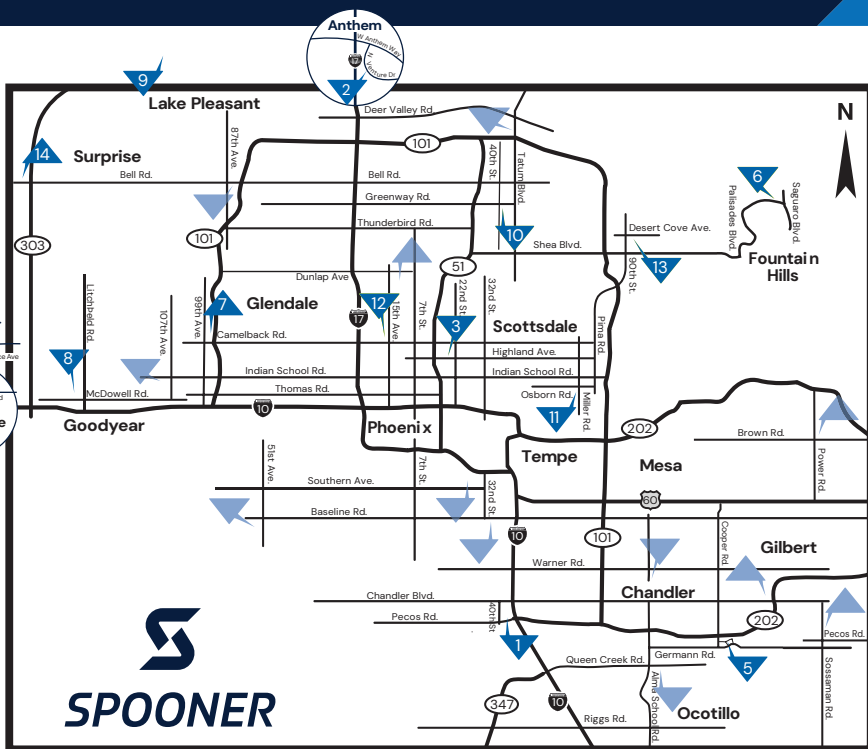 Anthem
W Anthem Way
N Venture Dr
17
2
9
Lake Pleasant
Deer Valley Rd.
N
87th Ave.
101
40th St.
Tatum Blvd.
14
Surprise
Bell Rd.
Bell Rd.
6
Greenway Rd.
Palisades Blvd.
Saguaro Blvd.
Thunderbird Rd.
10
Desert Cove Ave.
303
101
Shea Blvd.
51
13
Fountain
Hills
Dunlap Ave
90th St.
Litchbeld Rd.
107th Ave.
99th Ave.
7
Glendale
12
15th Ave.
7th St.
22nd St.
32nd St.
17
3
Scottsdale
Pima Rd.
Camelback Rd.
Highland Ave.
8
Indian School Rd.
Indian School Rd.
McDowell Rd.
Thomas Rd.
Osborn Rd.
Miller Rd.
10
11
Goodyear
Phoenix
202
Brown Rd.
Tempe
Mesa
51st Ave.
7th St.
Power Rd.
Southern Ave.
32nd St.
60
Baseline Rd.
10
101
Cooper Rd.
Gilbert
Warner Rd.
Chandler
Chandler Blvd.
40th St
Pecos Rd.
202
Pecos Rd.
1
Germann Rd.
5
Queen Creek Rd.
Alma School Rd.
Sossaman Rd.
347
10
Ocotillo
Riggs Rd.
SPOONER